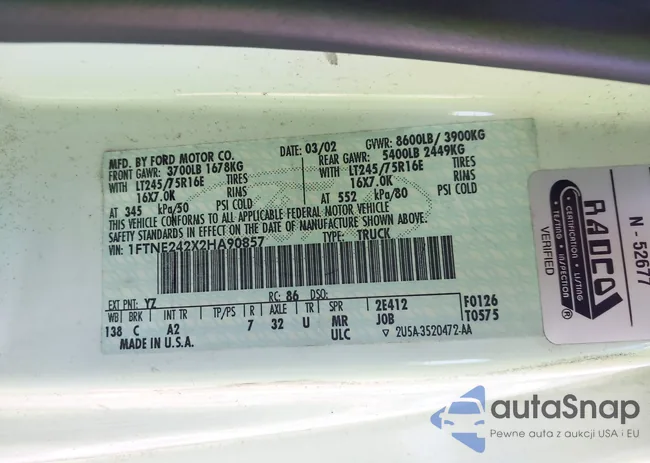 MFD. BY FORD MOTOR CO.
DATE: 03/02
GVWR: 8600LB/ 3900KG
FRONT GAWR: 3700LB 1678KG
REAR GAWR: 5400LB 2449KG
WITH LT245/75R16E TIRES
WITH LT245/75R16E TIRES
16X7.0K RIMS
16X7.0K RIMS
AT 345 kPa/50 PSI COLD
AT 552 kPa/80 PSI COLD
THIS VEHICLE CONFORMS TO ALL APPLICABLE FEDERAL MOTOR VEHICLE
SAFETY STANDARDS IN EFFECT ON THE DATE OF MANUFACTURE SHOWN ABOVE.
VIN: 1FTNE242X2HA90857
TYPE: TRUCK
EXT PNT: YZ RC: 86 DSO:
WB BRK INT TR TP/PS R AXLE TR SPR
138 C A2 7 32 U MR
ULC
MADE IN U.S.A.
2E412
JOB
▽ 2U5A-3520472-AA
F0126
T0575
RADCO
CERTIFICATION
TESTING
LISTING
INSPECTION
TESTING LISTING
VERIFIED
N - 52677
autaSnap
Pewne auta z aukcji USA i EU